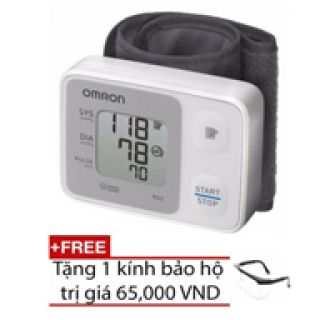 OMRON
SYS
118
DIA
78
PULSE
70
START
STOP
+FREE
Tặng 1 kính bảo hộ
trị giá 65,000 VND